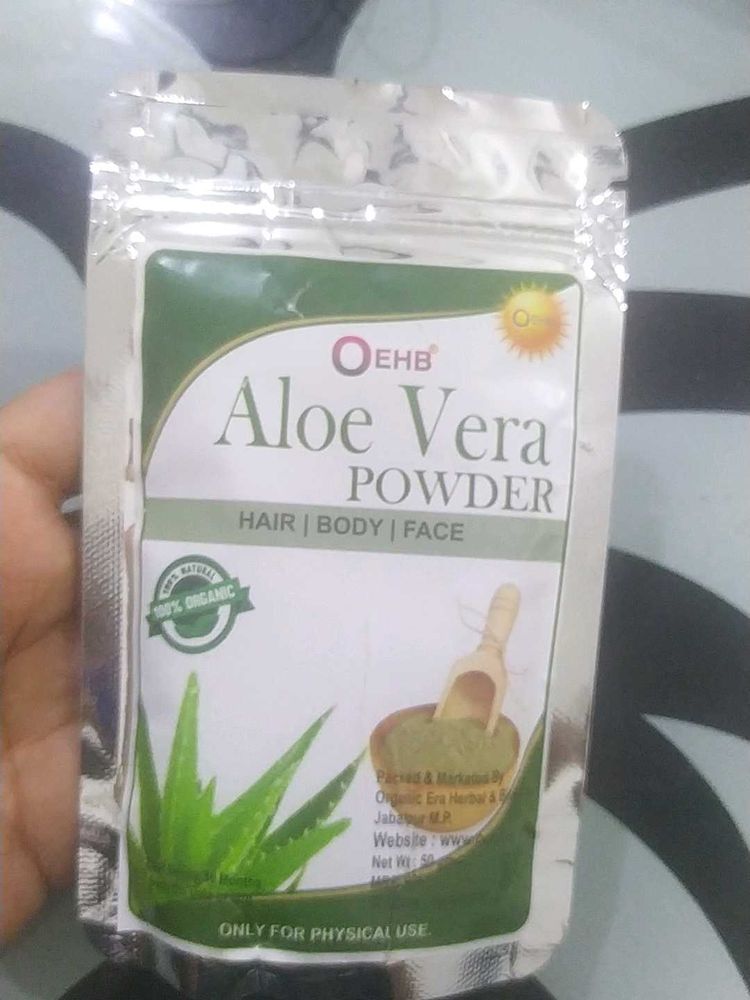 OEHB®
Aloe Vera
POWDER
HAIR | BODY | FACE
100% NATURAL
100% ORGANIC
Packed & Marketed By
Organic Era Herbal &
Jabalpur M.P.
Website :
Net Wt : 50
Months
ONLY FOR PHYSICAL USE.